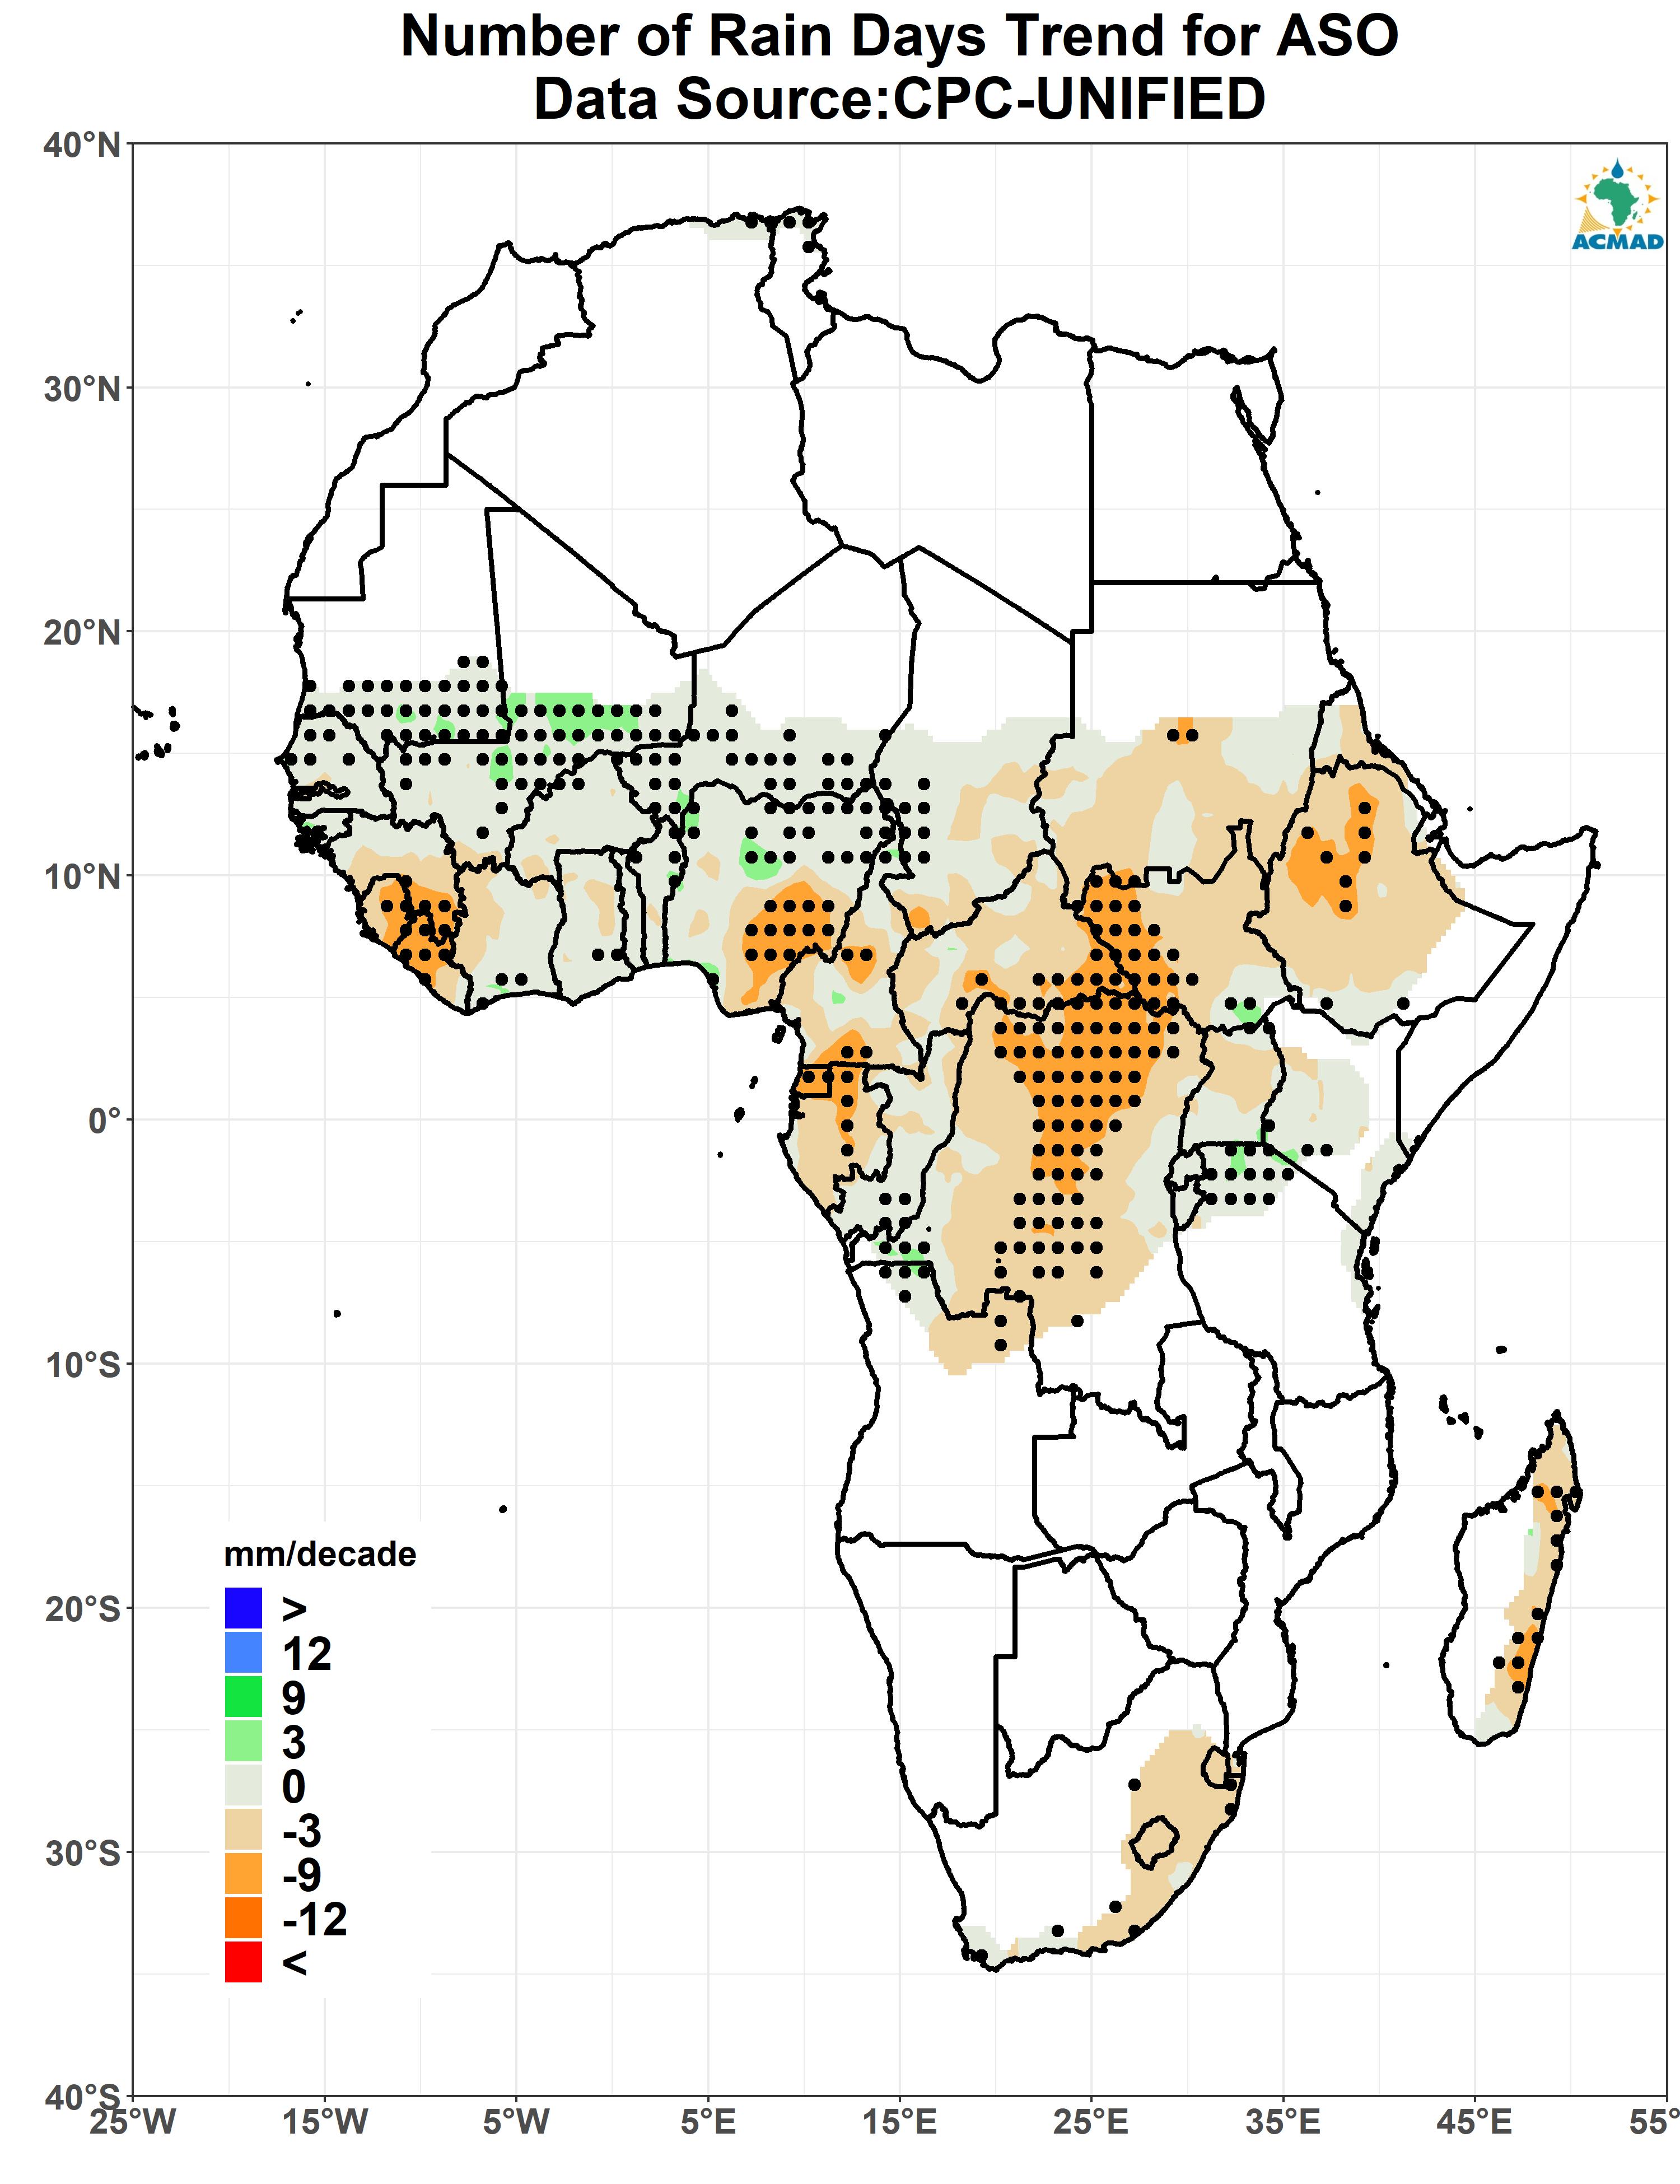 Number of Rain Days Trend for ASO
Data Source:CPC-UNIFIED
ACMAD
40°N
30°N
20°N
10°N
0°
10°S
20°S
30°S
40°S
mm/decade
>
12
9
3
0
-3
-9
-12
<
25°W 15°W 5°W 5°E 15°E 25°E 35°E 45°E 55°